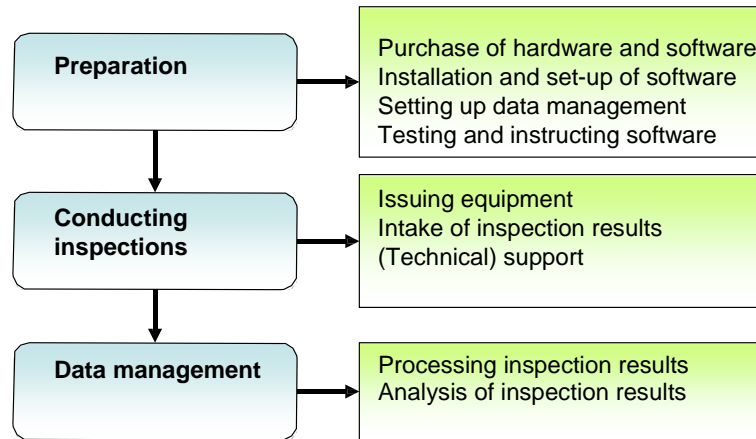 Preparation
Purchase of hardware and software
Installation and set-up of software
Setting up data management
Testing and instructing software
Conducting
inspections
Issuing equipment
Intake of inspection results
(Technical) support
Data management
Processing inspection results
Analysis of inspection results